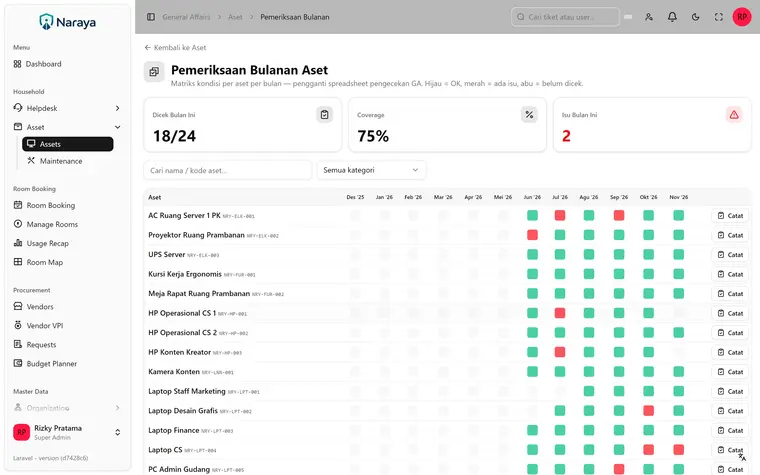 Naraya
General Affairs > Aset > Pemeriksaan Bulanan
Cari tiket atau user..
RP
Menu
Dashboard
Household
Helpdesk
Asset
Assets
Maintenance
Room Booking
Room Booking
Manage Rooms
Usage Recap
Room Map
Procurement
Vendors
Vendor VPI
Requests
Budget Planner
Master Data
Organization
RP
Rizky Pratama
Super Admin
Laravel - version (d7428c6)
← Kembali ke Aset
Pemeriksaan Bulanan Aset
Matriks kondisi per aset per bulan — pengganti spreadsheet pengecekan GA. Hijau = OK, merah = ada isu, abu = belum dicek.
Dicek Bulan Ini
18/24
Coverage
75%
Isu Bulan Ini
2
Cari nama / kode aset...
Semua kategori
Aset Des '25 Jan '26 Feb '26 Mar '26 Apr '26 Mei '26 Jun '26 Jul '26 Agu '26 Sep '26 Okt '26 Nov '26
AC Ruang Server 1 PK NRY-ELK-001 Catat
Proyektor Ruang Prambanan NRY-ELK-002 Catat
UPS Server NRY-ELK-003 Catat
Kursi Kerja Ergonomis NRY-FUR-001 Catat
Meja Rapat Ruang Prambanan NRY-FUR-002 Catat
HP Operasional CS 1 NRY-HP-001 Catat
HP Operasional CS 2 NRY-HP-002 Catat
HP Konten Kreator NRY-HP-003 Catat
Kamera Konten NRY-LNN-001 Catat
Laptop Staff Marketing NRY-LPT-001 Catat
Laptop Desain Grafis NRY-LPT-002 Catat
Laptop Finance NRY-LPT-003 Catat
Laptop CS NRY-LPT-004 Catat
PC Admin Gudang NRY-LPT-005 Catat